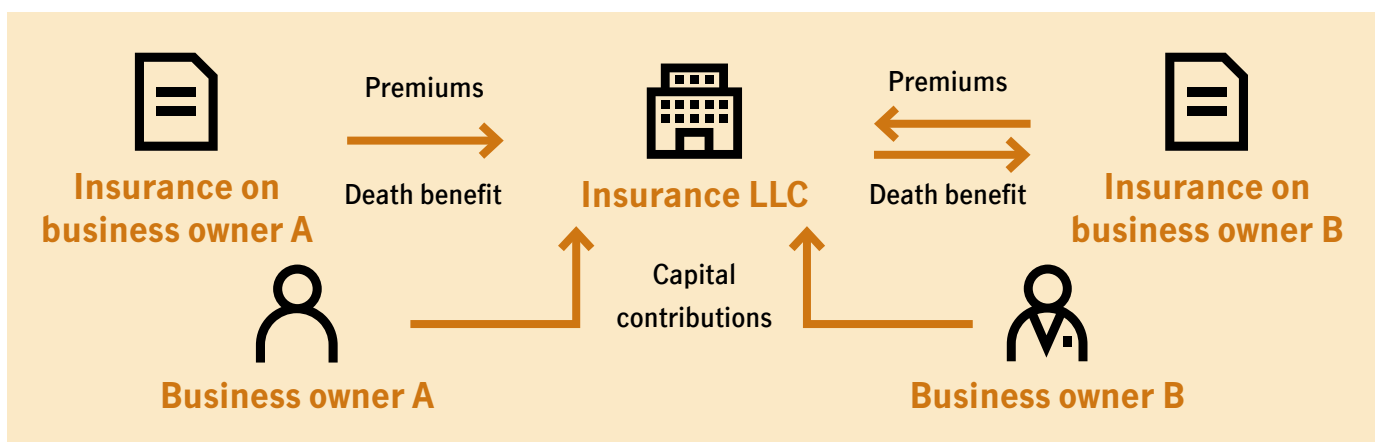 Premiums
Death benefit
Insurance on
business owner A
Insurance LLC
Premiums
Death benefit
Insurance on
business owner B
Capital
contributions
Business owner A
Business owner B